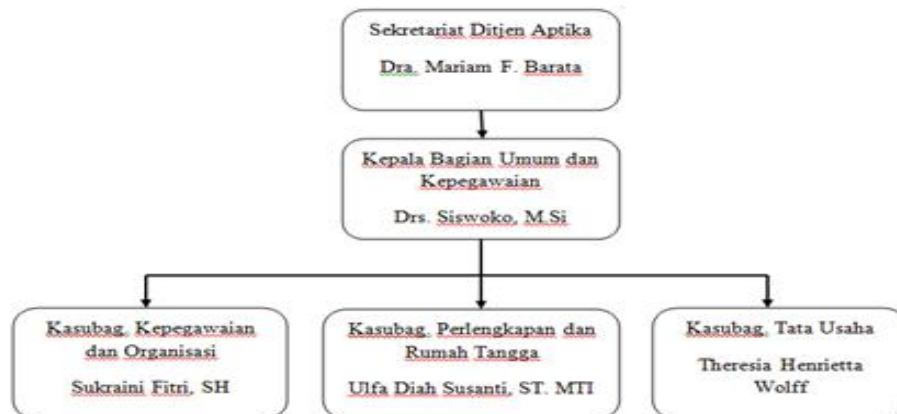 Sekretariat Ditjen Aptika
Dra. Mariam F. Barata
Kepala Bagian Umum dan
Kepegawaian
Drs. Siswoko, M.Si
Kasubag. Kepegawaian
dan Organisasi
Sukraini Fitri, SH
Kasubag. Perlengkapan dan
Rumah Tangga
Ulfa Diah Susanti, ST. MTI
Kasubag. Tata Usaha
Theresia Henrietta
Wolff